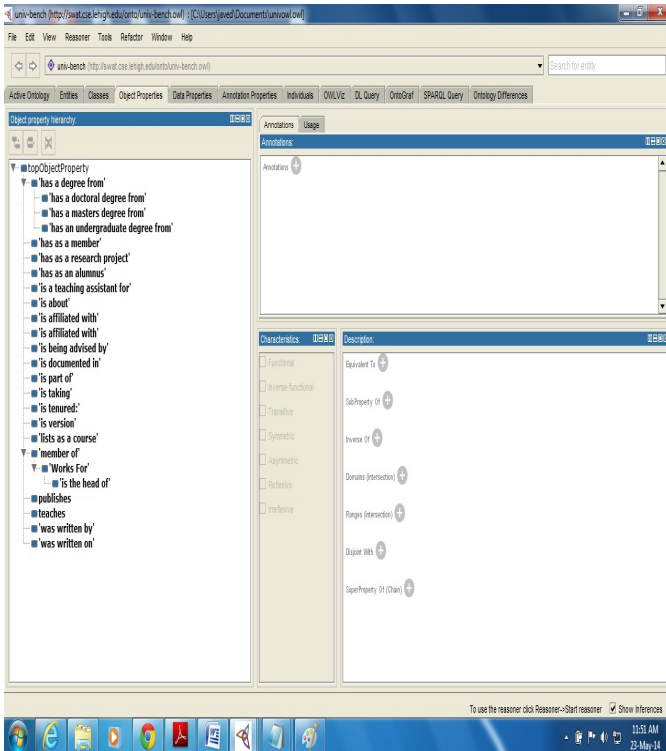 univ-bench (http://swat.cse.lehigh.edu/onto/univ-bench.owl) : [C:\Users\javed\Documents\univowl.owl]
File Edit View Reasoner Tools Refactor Window Help
univ-bench (http://swat.cse.lehigh.edu/onto/univ-bench.owl)
Search for entity
Active Ontology Entities Classes Object Properties Data Properties Annotation Properties Individuals OWLViz DL Query OntoGraf SPARQL Query Ontology Differences
Object property hierarchy:
topObjectProperty
'has a degree from'
'has a doctoral degree from'
'has a masters degree from'
'has an undergraduate degree from'
'has as a member'
'has as a research project'
'has as an alumnus'
'is a teaching assistant for'
'is about'
'is affiliated with'
'is affiliated with'
'is being advised by'
'is documented in'
'is part of'
'is taking'
'is tenured:'
'is version'
'lists as a course'
'member of'
'Works For'
'is the head of'
publishes
teaches
'was written by'
'was written on'
Annotations Usage
Annotations:
Annotations
Characteristics:
Functional
Inverse functional
Transitive
Symmetric
Asymmetric
Reflexive
Irreflexive
Description:
Equivalent To
SubProperty Of
Inverse Of
Domains (intersection)
Ranges (intersection)
Disjoint With
SuperProperty Of (Chain)
To use the reasoner click Reasoner->Start reasoner Show Inferences
11:51 AM
23-May-14